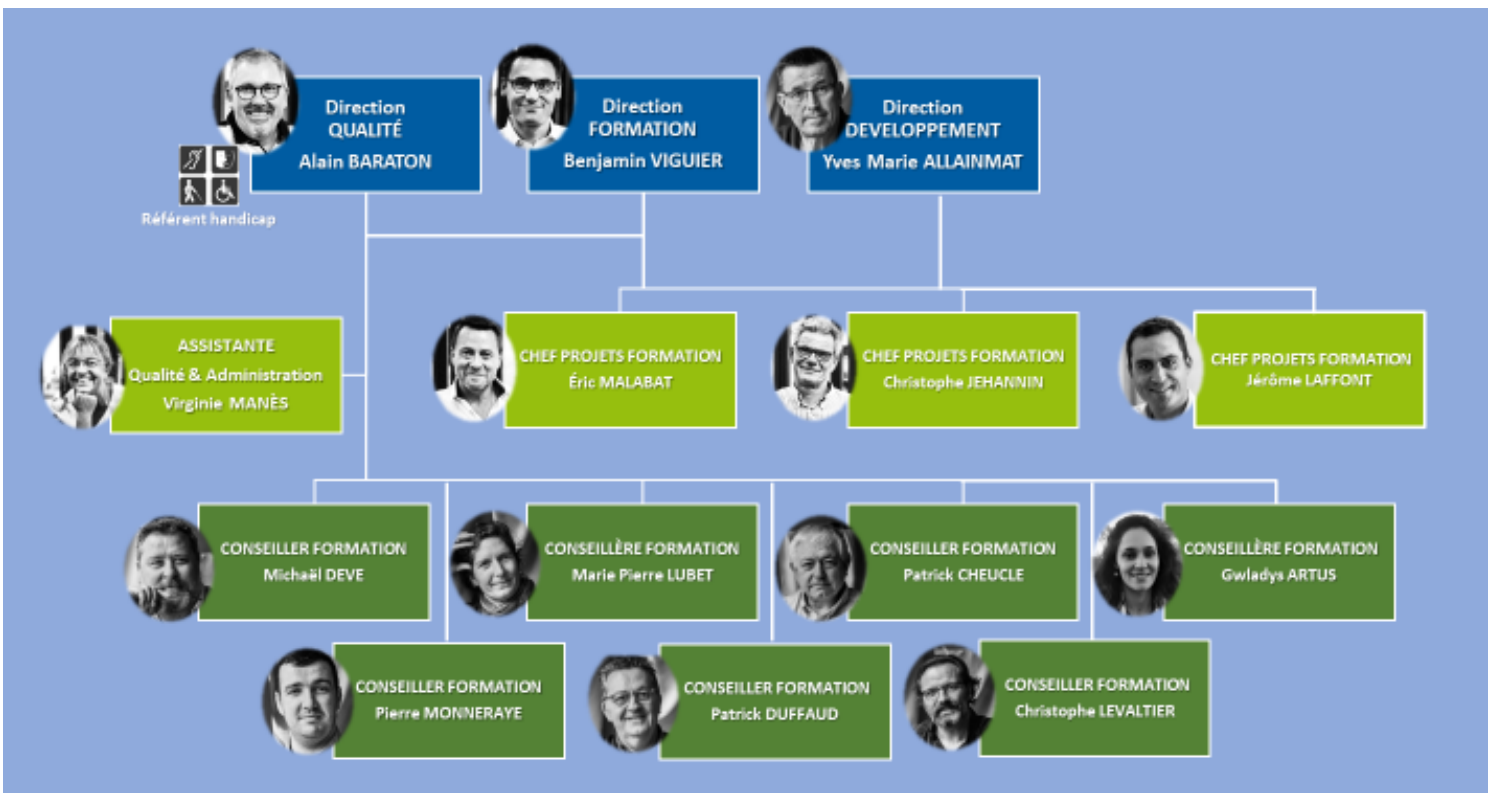 Direction
QUALITÉ
Alain BARATON
Direction
FORMATION
Benjamin VIGUIER
Direction
DEVELOPPEMENT
Yves Marie ALLAINMAT
Référent handicap
ASSISTANTE
Qualité & Administration
Virginie MANÈS
CHEF PROJETS FORMATION
Éric MALABAT
CHEF PROJETS FORMATION
Christophe JEHANNIN
CHEF PROJETS FORMATION
Jérôme LAFFONT
CONSEILLER FORMATION
Michaël DEVE
CONSEILLÈRE FORMATION
Marie Pierre LUBET
CONSEILLER FORMATION
Patrick CHEUCLE
CONSEILLÈRE FORMATION
Gwladys ARTUS
CONSEILLER FORMATION
Pierre MONNERAYE
CONSEILLER FORMATION
Patrick DUFFAUD
CONSEILLER FORMATION
Christophe LEVALTIER